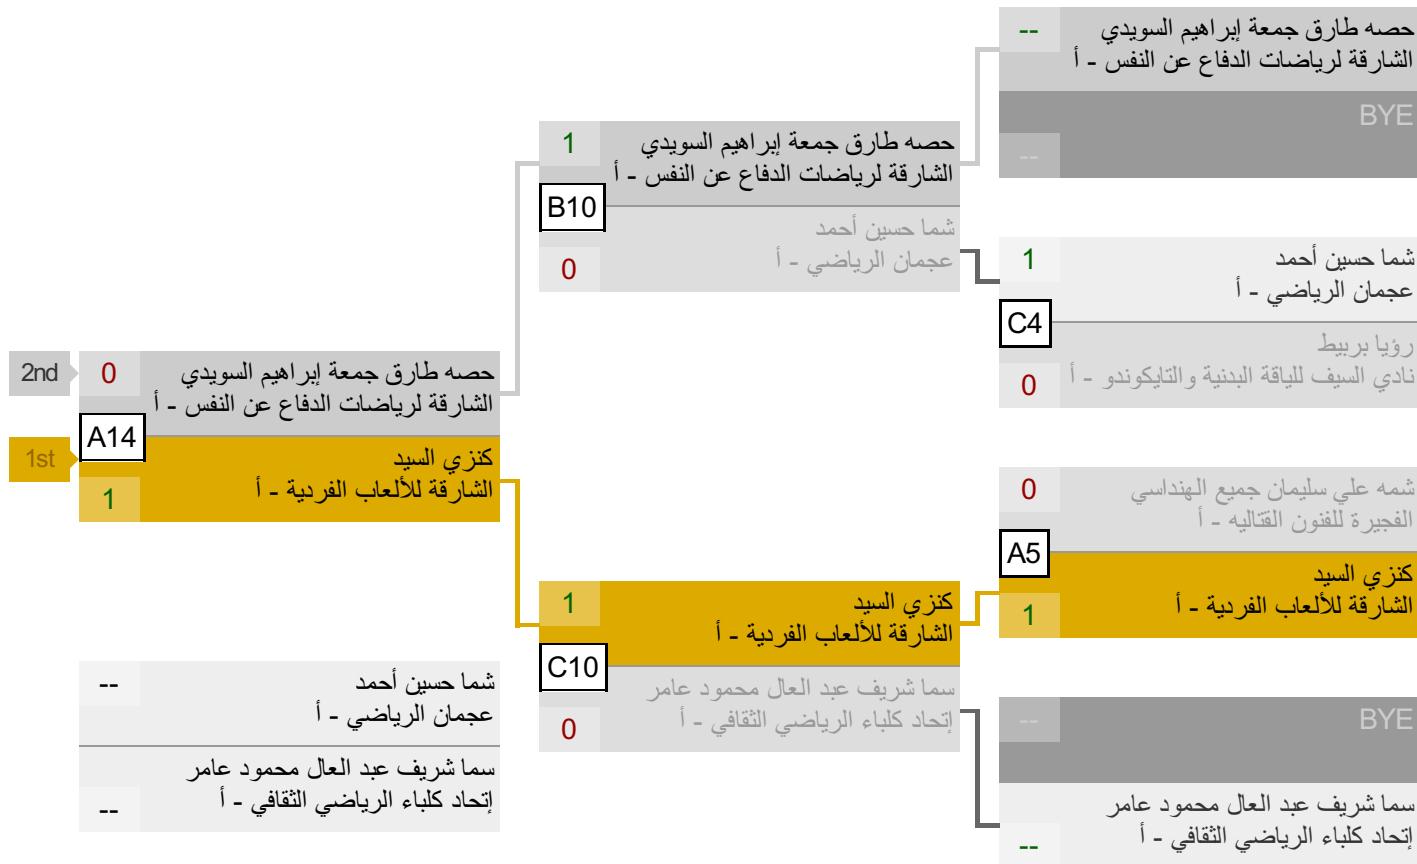 --
حصه طارق جمعة إبراهيم السويدي
الشارقة لرياضات الدفاع عن النفس - أ
BYE
--
1
حصه طارق جمعة إبراهيم السويدي
الشارقة لرياضات الدفاع عن النفس - أ
B10
شما حسين أحمد
عجمان الرياضي - أ
0
1
شما حسين أحمد
عجمان الرياضي - أ
C4
رؤيا بربيط
نادي السيف للياقة البدنية والتايكوندو - أ
0
2nd
0
حصه طارق جمعة إبراهيم السويدي
الشارقة لرياضات الدفاع عن النفس - أ
A14
1st
كنزي السيد
الشارقة للألعاب الفردية - أ
1
0
شمه علي سليمان جميع الهنداسي
الفجيرة للفنون القتاليه - أ
A5
كنزي السيد
الشارقة للألعاب الفردية - أ
1
1
كنزي السيد
الشارقة للألعاب الفردية - أ
C10
سما شريف عبد العال محمود عامر
إتحاد كلباء الرياضي الثقافي - أ
0
--
شما حسين أحمد
عجمان الرياضي - أ
سما شريف عبد العال محمود عامر
إتحاد كلباء الرياضي الثقافي - أ
--
--
BYE
سما شريف عبد العال محمود عامر
إتحاد كلباء الرياضي الثقافي - أ
--